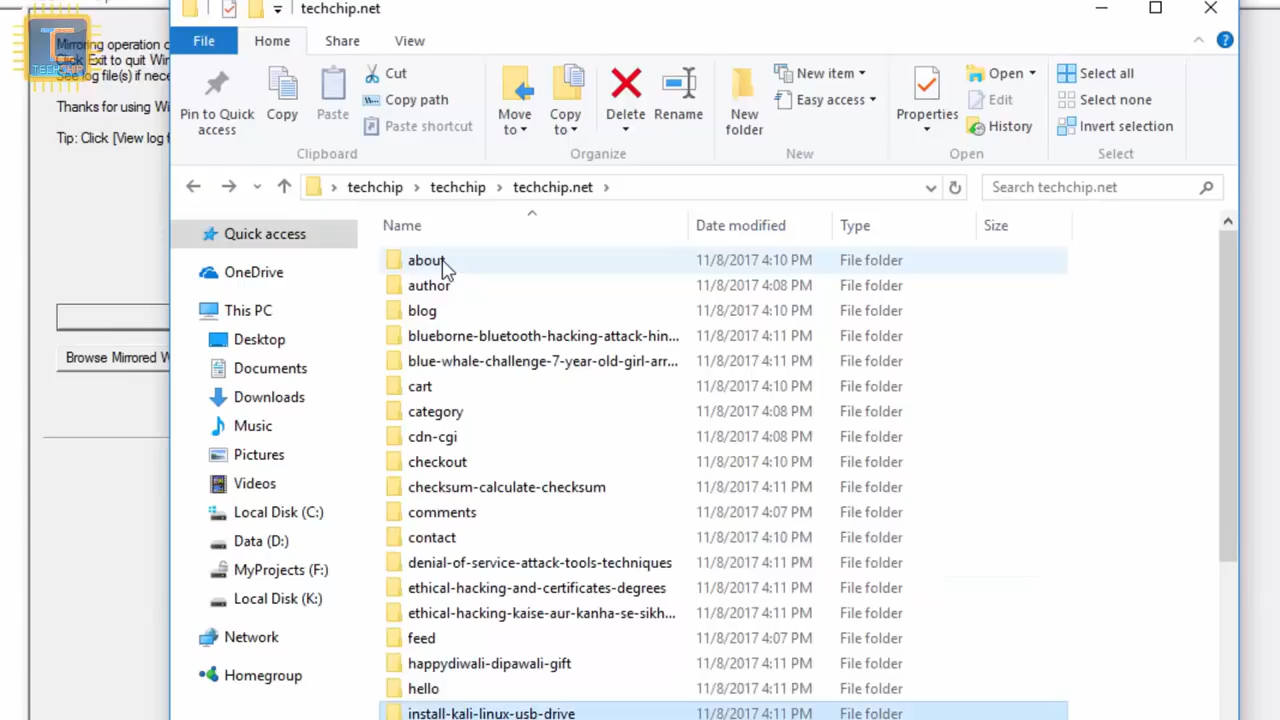 techchip.net
Mirroring operation c
Click Exit to quit Win
See log file(s) if nece
Thanks for using Wi
Tip: Click [View log f
Browse Mirrored W
TECHCHIP
File Home Share View
Pin to Quick access
Copy
Paste
Cut
Copy path
Paste shortcut
Clipboard
Move to
Copy to
Delete
Rename
Organize
New folder
New item
Easy access
New
Properties
Open
Edit
History
Open
Select all
Select none
Invert selection
Select
techchip techchip techchip.net
Search techchip.net
Quick access
OneDrive
This PC
Desktop
Documents
Downloads
Music
Pictures
Videos
Local Disk (C:)
Data (D:)
MyProjects (F:)
Local Disk (K:)
Network
Homegroup
Name Date modified Type Size
about 11/8/2017 4:10 PM File folder
author 11/8/2017 4:08 PM File folder
blog 11/8/2017 4:10 PM File folder
blueborne-bluetooth-hacking-attack-hin... 11/8/2017 4:11 PM File folder
blue-whale-challenge-7-year-old-girl-arr... 11/8/2017 4:11 PM File folder
cart 11/8/2017 4:10 PM File folder
category 11/8/2017 4:08 PM File folder
cdn-cgi 11/8/2017 4:08 PM File folder
checkout 11/8/2017 4:10 PM File folder
checksum-calculate-checksum 11/8/2017 4:11 PM File folder
comments 11/8/2017 4:07 PM File folder
contact 11/8/2017 4:10 PM File folder
denial-of-service-attack-tools-techniques 11/8/2017 4:11 PM File folder
ethical-hacking-and-certificates-degrees 11/8/2017 4:11 PM File folder
ethical-hacking-kaise-aur-kanha-se-sikh... 11/8/2017 4:11 PM File folder
feed 11/8/2017 4:07 PM File folder
happydiwali-dipawali-gift 11/8/2017 4:11 PM File folder
hello 11/8/2017 4:11 PM File folder
install-kali-linux-usb-drive 11/8/2017 4:11 PM File folder